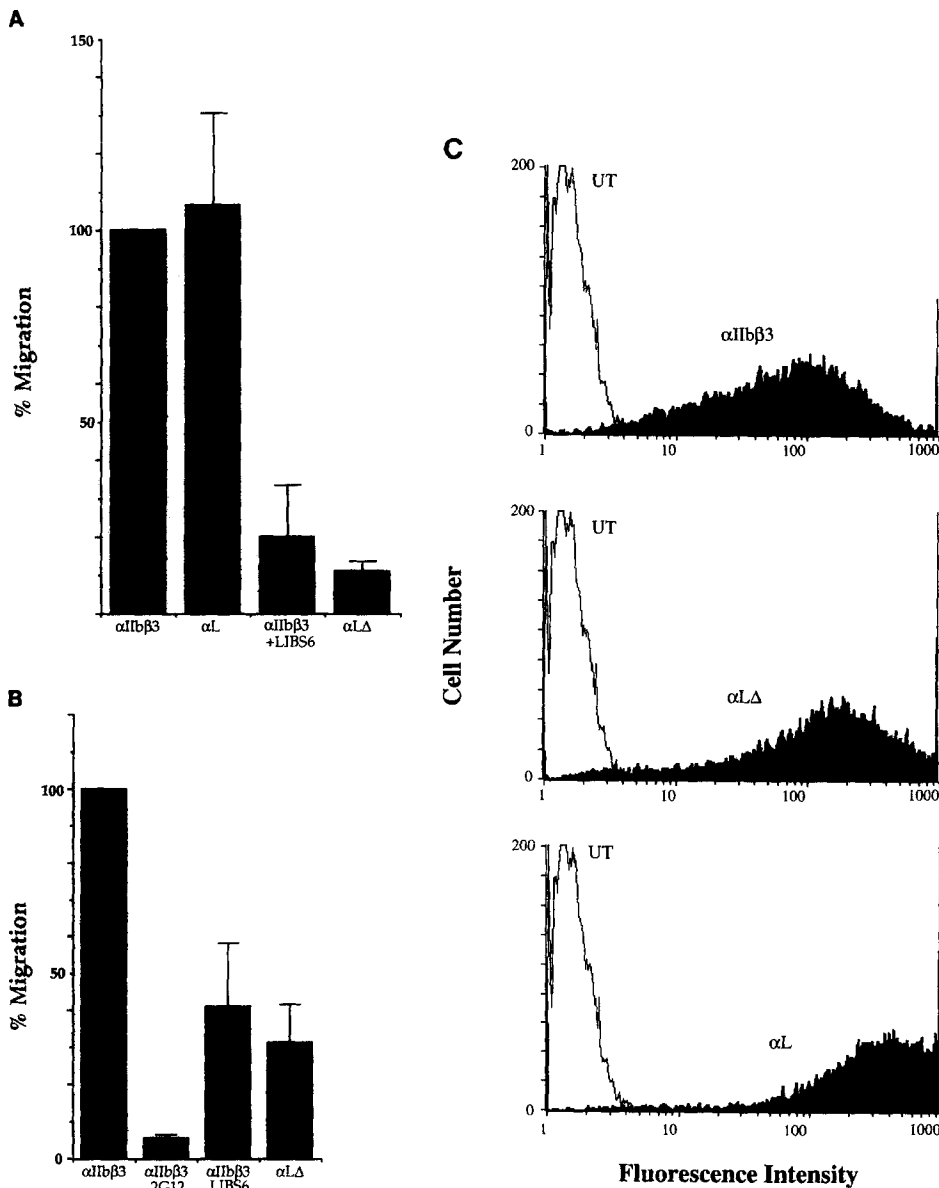 A
150
100
50
% Migration
αIIbβ3
αL
αIIbβ3
+LIBS6
αLΔ
B
100
50
0
% Migration
αIIbβ3
αIIbβ3
2G12
αIIbβ3
LIBS6
αLΔ
C
Cell Number
200
UT
αIIbβ3
0
1
10
100
1000
200
UT
αLΔ
0
1
10
100
1000
200
UT
αL
0
1
10
100
1000
Fluorescence Intensity